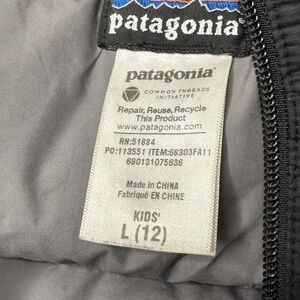 patagonia®
patagonia®
COMMON THREADS
INITIATIVE
Repair, Reuse, Recycle
This Product
www.patagonia.com
RN:51884
PO:113551 ITEM:68303FA11
680131075636
Made in CHINA
Fabriqué EN CHINE
KIDS'
L (12)